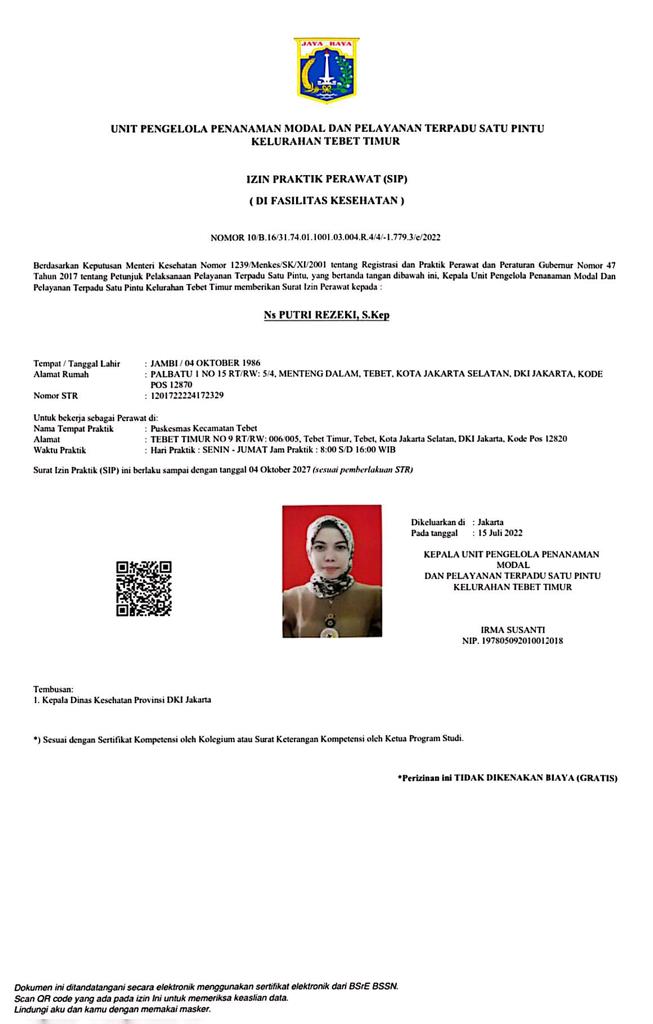 JAYA RAYA
UNIT PENGELOLA PENANAMAN MODAL DAN PELAYANAN TERPADU SATU PINTU
KELURAHAN TEBET TIMUR
IZIN PRAKTIK PERAWAT (SIP)
( DI FASILITAS KESEHATAN )
NOMOR 10/B.16/31.74.01.1001.03.004.R.4/4/-1.779.3/e/2022
Berdasarkan Keputusan Menteri Kesehatan Nomor 1239/Menkes/SK/XI/2001 tentang Registrasi dan Praktik Perawat dan Peraturan Gubernur Nomor 47
Tahun 2017 tentang Petunjuk Pelaksanaan Pelayanan Terpadu Satu Pintu, yang bertanda tangan dibawah ini, Kepala Unit Pengelola Penanaman Modal Dan
Pelayanan Terpadu Satu Pintu Kelurahan Tebet Timur memberikan Surat Izin Perawat kepada :
Ns PUTRI REZEKI, S.Kep
Tempat / Tanggal Lahir : JAMBI / 04 OKTOBER 1986
Alamat Rumah : PALBATU 1 NO 15 RT/RW: 5/4, MENTENG DALAM, TEBET, KOTA JAKARTA SELATAN, DKI JAKARTA, KODE
POS 12870
Nomor STR : 1201722224172329
Untuk bekerja sebagai Perawat di:
Nama Tempat Praktik : Puskesmas Kecamatan Tebet
Alamat : TEBET TIMUR NO 9 RT/RW: 006/005, Tebet Timur, Tebet, Kota Jakarta Selatan, DKI Jakarta, Kode Pos 12820
Waktu Praktik : Hari Praktik : SENIN - JUMAT Jam Praktik : 8:00 S/D 16:00 WIB
Surat Izin Praktik (SIP) ini berlaku sampai dengan tanggal 04 Oktober 2027 (sesuai pemberlakuan STR)
Dikeluarkan di : Jakarta
Pada tanggal : 15 Juli 2022
KEPALA UNIT PENGELOLA PENANAMAN
MODAL
DAN PELAYANAN TERPADU SATU PINTU
KELURAHAN TEBET TIMUR
IRMA SUSANTI
NIP. 197805092010012018
Tembusan:
1. Kepala Dinas Kesehatan Provinsi DKI Jakarta
*) Sesuai dengan Sertifikat Kompetensi oleh Kolegium atau Surat Keterangan Kompetensi oleh Ketua Program Studi.
*Perizinan ini TIDAK DIKENAKAN BIAYA (GRATIS)
Dokumen ini ditandatangani secara elektronik menggunakan sertifikat elektronik dari BSrE BSSN.
Scan QR code yang ada pada izin Ini untuk memeriksa keaslian data.
Lindungi aku dan kamu dengan memakai masker.